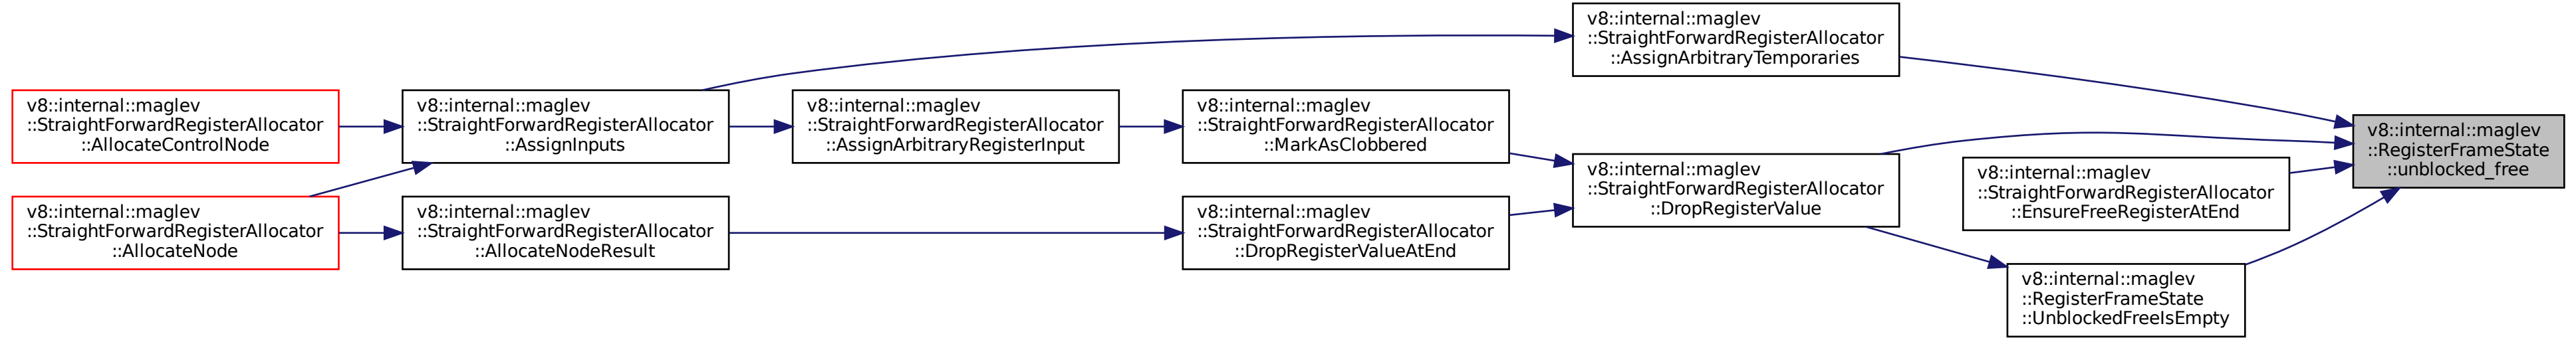 v8::internal::maglev
::StraightForwardRegisterAllocator
::AssignArbitraryTemporaries
v8::internal::maglev
::StraightForwardRegisterAllocator
::AllocateControlNode
v8::internal::maglev
::StraightForwardRegisterAllocator
::AssignInputs
v8::internal::maglev
::StraightForwardRegisterAllocator
::AssignArbitraryRegisterInput
v8::internal::maglev
::StraightForwardRegisterAllocator
::MarkAsClobbered
v8::internal::maglev
::RegisterFrameState
::unblocked_free
v8::internal::maglev
::StraightForwardRegisterAllocator
::DropRegisterValue
v8::internal::maglev
::StraightForwardRegisterAllocator
::EnsureFreeRegisterAtEnd
v8::internal::maglev
::StraightForwardRegisterAllocator
::AllocateNode
v8::internal::maglev
::StraightForwardRegisterAllocator
::AllocateNodeResult
v8::internal::maglev
::StraightForwardRegisterAllocator
::DropRegisterValueAtEnd
v8::internal::maglev
::RegisterFrameState
::UnblockedFreeIsEmpty